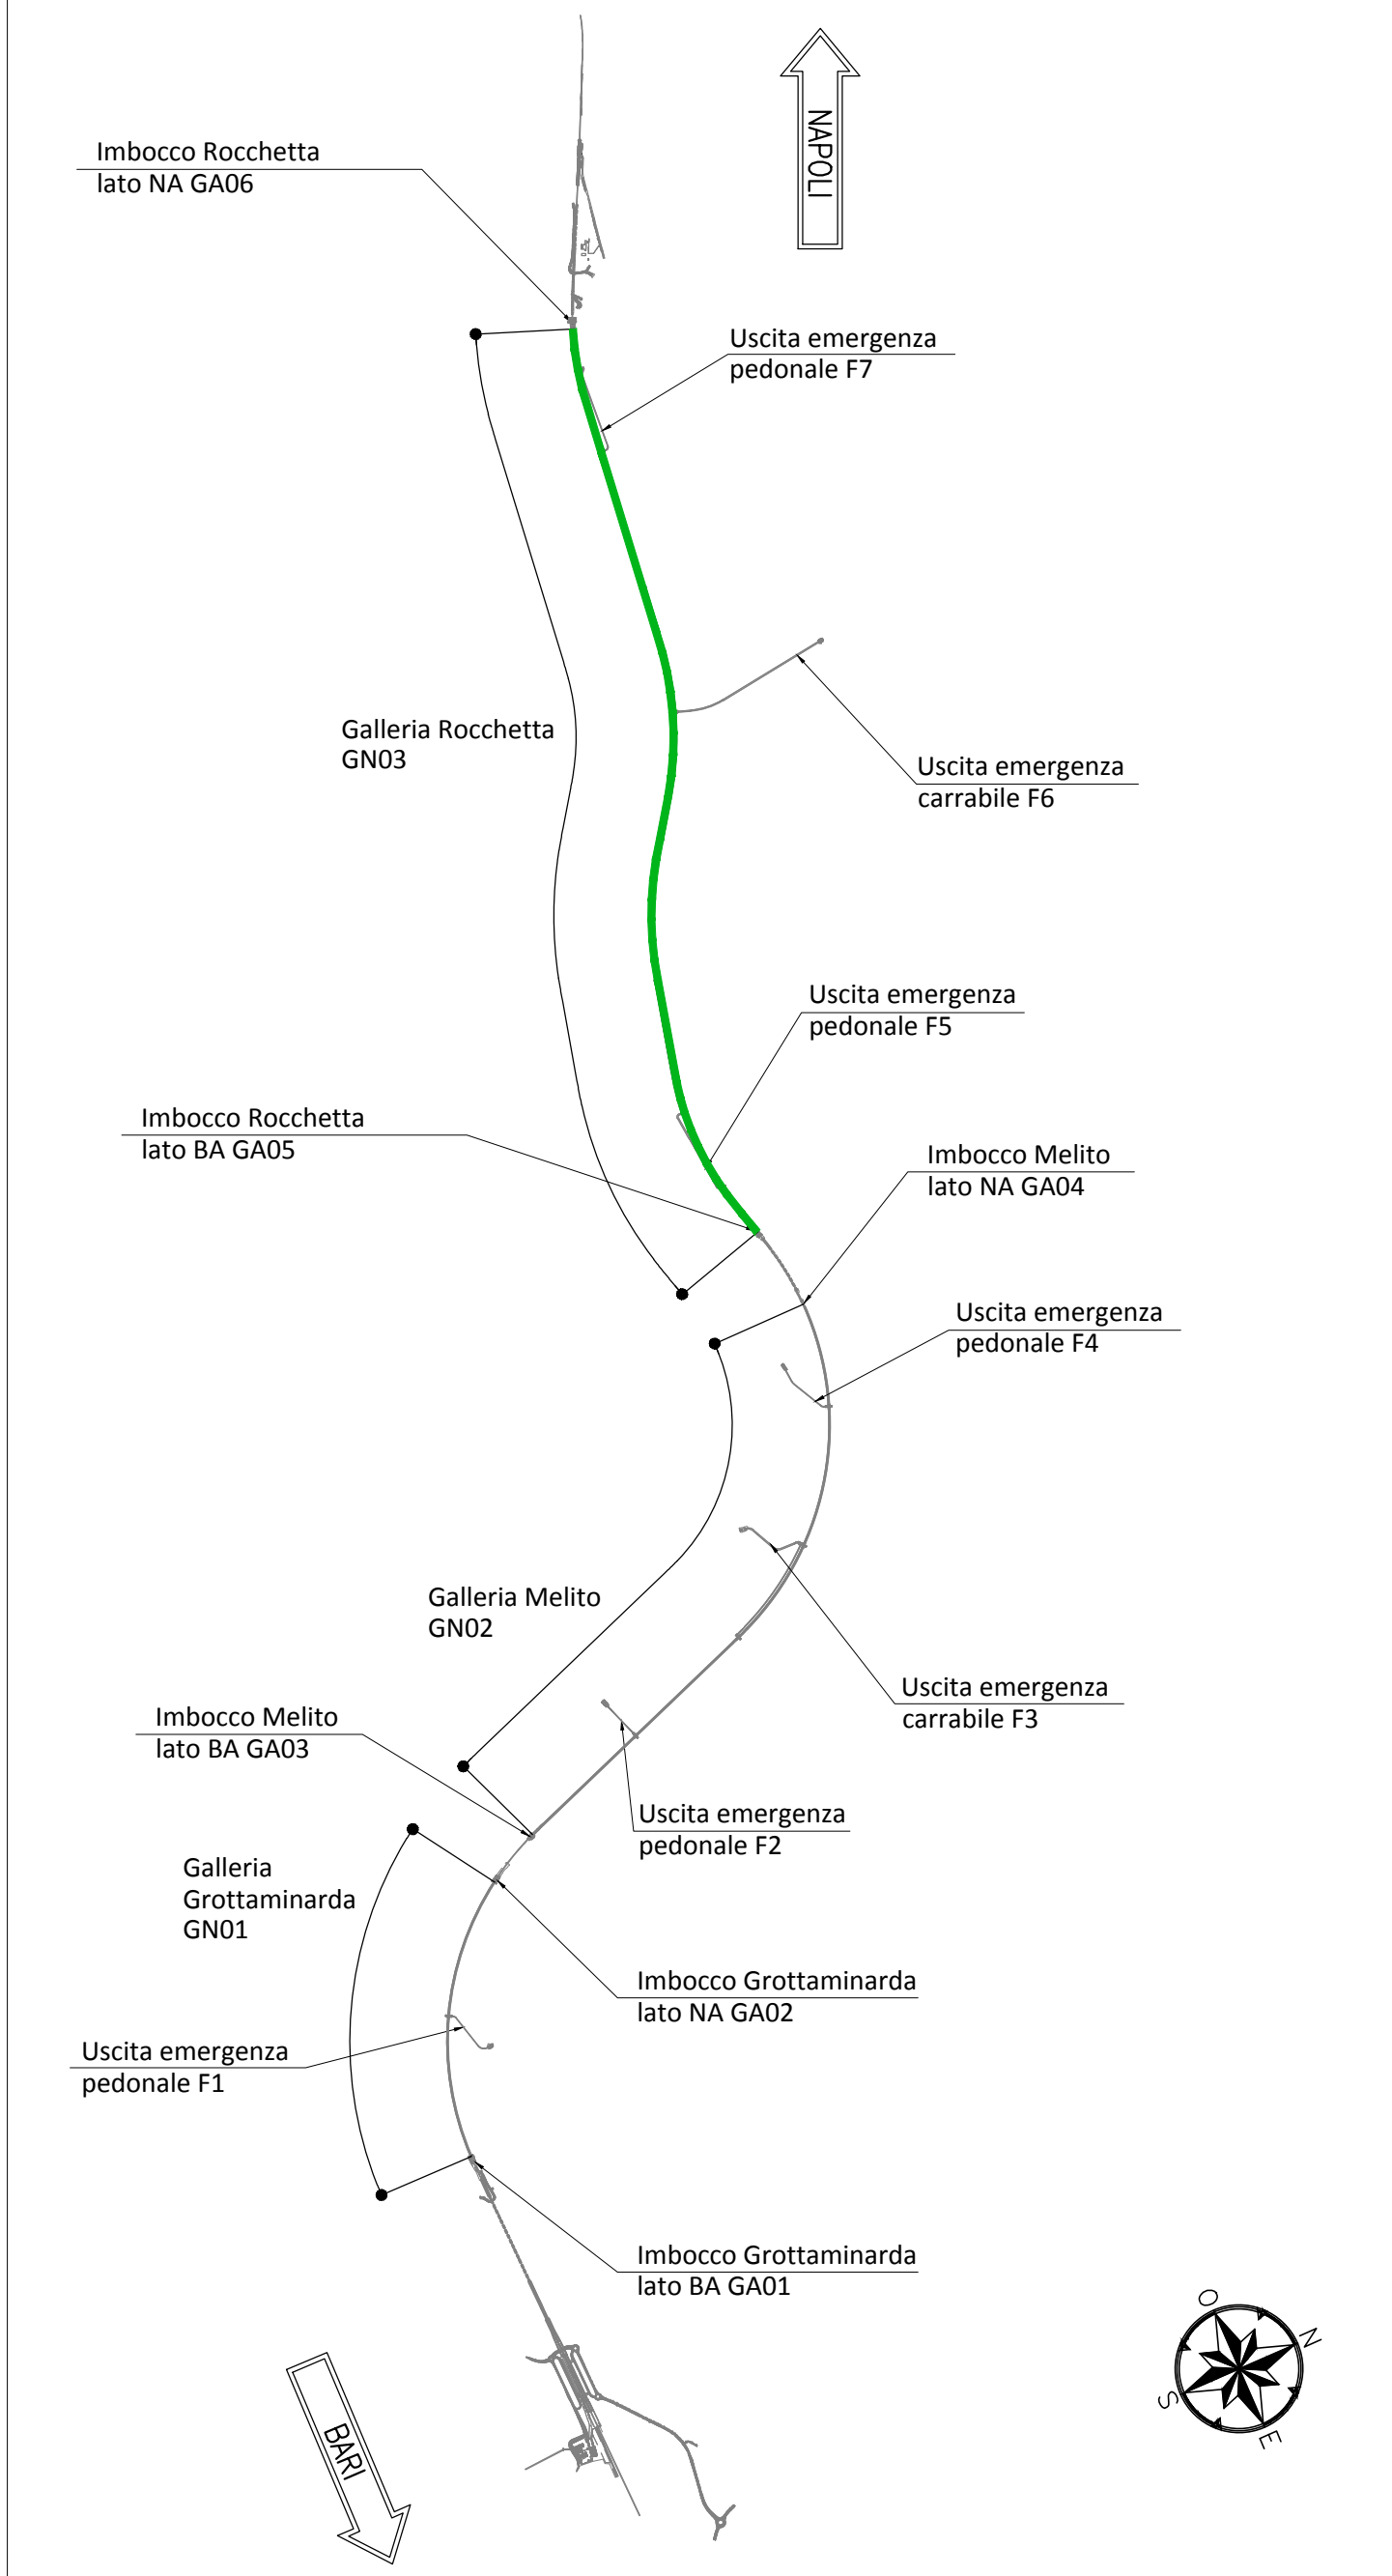 NAPOLI
Imbocco Rocchetta
lato NA GA06
Uscita emergenza
pedonale F7
Galleria Rocchetta
GN03
Uscita emergenza
carrabile F6
Uscita emergenza
pedonale F5
Imbocco Rocchetta
lato BA GA05
Imbocco Melito
lato NA GA04
Uscita emergenza
pedonale F4
Galleria Melito
GN02
Uscita emergenza
carrabile F3
Imbocco Melito
lato BA GA03
Uscita emergenza
pedonale F2
Galleria
Grottaminarda
GN01
Imbocco Grottaminarda
lato NA GA02
Uscita emergenza
pedonale F1
Imbocco Grottaminarda
lato BA GA01
BARI
O
N
S
E